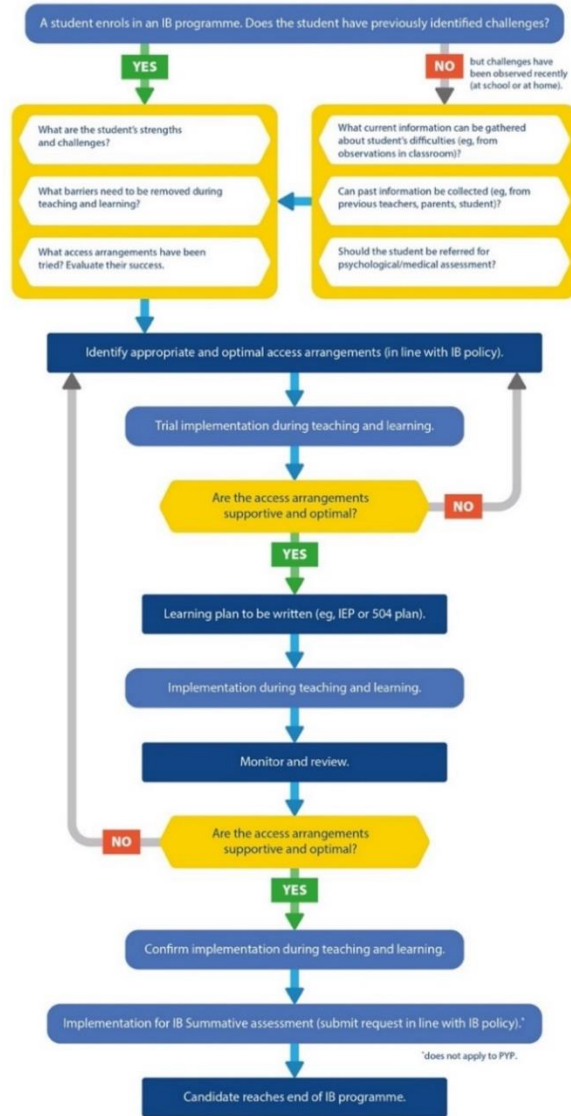 A student enrols in an IB programme. Does the student have previously identified challenges?
YES
NO
but challenges have
been observed recently
(at school or at home).
What are the student's strengths
and challenges?
What barriers need to be removed during
teaching and learning?
What access arrangements have been
tried? Evaluate their success.
What current information can be gathered
about student's difficulties (eg, from
observations in classroom)?
Can past information be collected (eg, from
previous teachers, parents, student)?
Should the student be referred for
psychological/medical assessment?
Identify appropriate and optimal access arrangements (in line with IB policy).
Trial implementation during teaching and learning.
Are the access arrangements
supportive and optimal?
NO
YES
Learning plan to be written (eg, IEP or 504 plan).
Implementation during teaching and learning.
Monitor and review.
Are the access arrangements
supportive and optimal?
NO
YES
Confirm implementation during teaching and learning.
Implementation for IB Summative assessment (submit request in line with IB policy).*
*does not apply to PYP.
Candidate reaches end of IB programme.